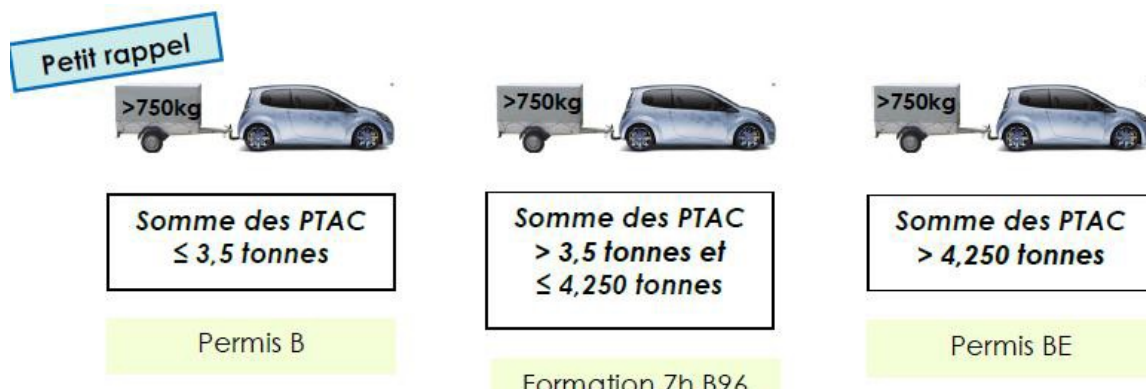 Petit rappel
>750kg
>750kg
>750kg
Somme des PTAC
≤ 3,5 tonnes
Somme des PTAC
> 3,5 tonnes et
≤ 4,250 tonnes
Somme des PTAC
> 4,250 tonnes
Permis B
Formation 7h B96
Permis BE